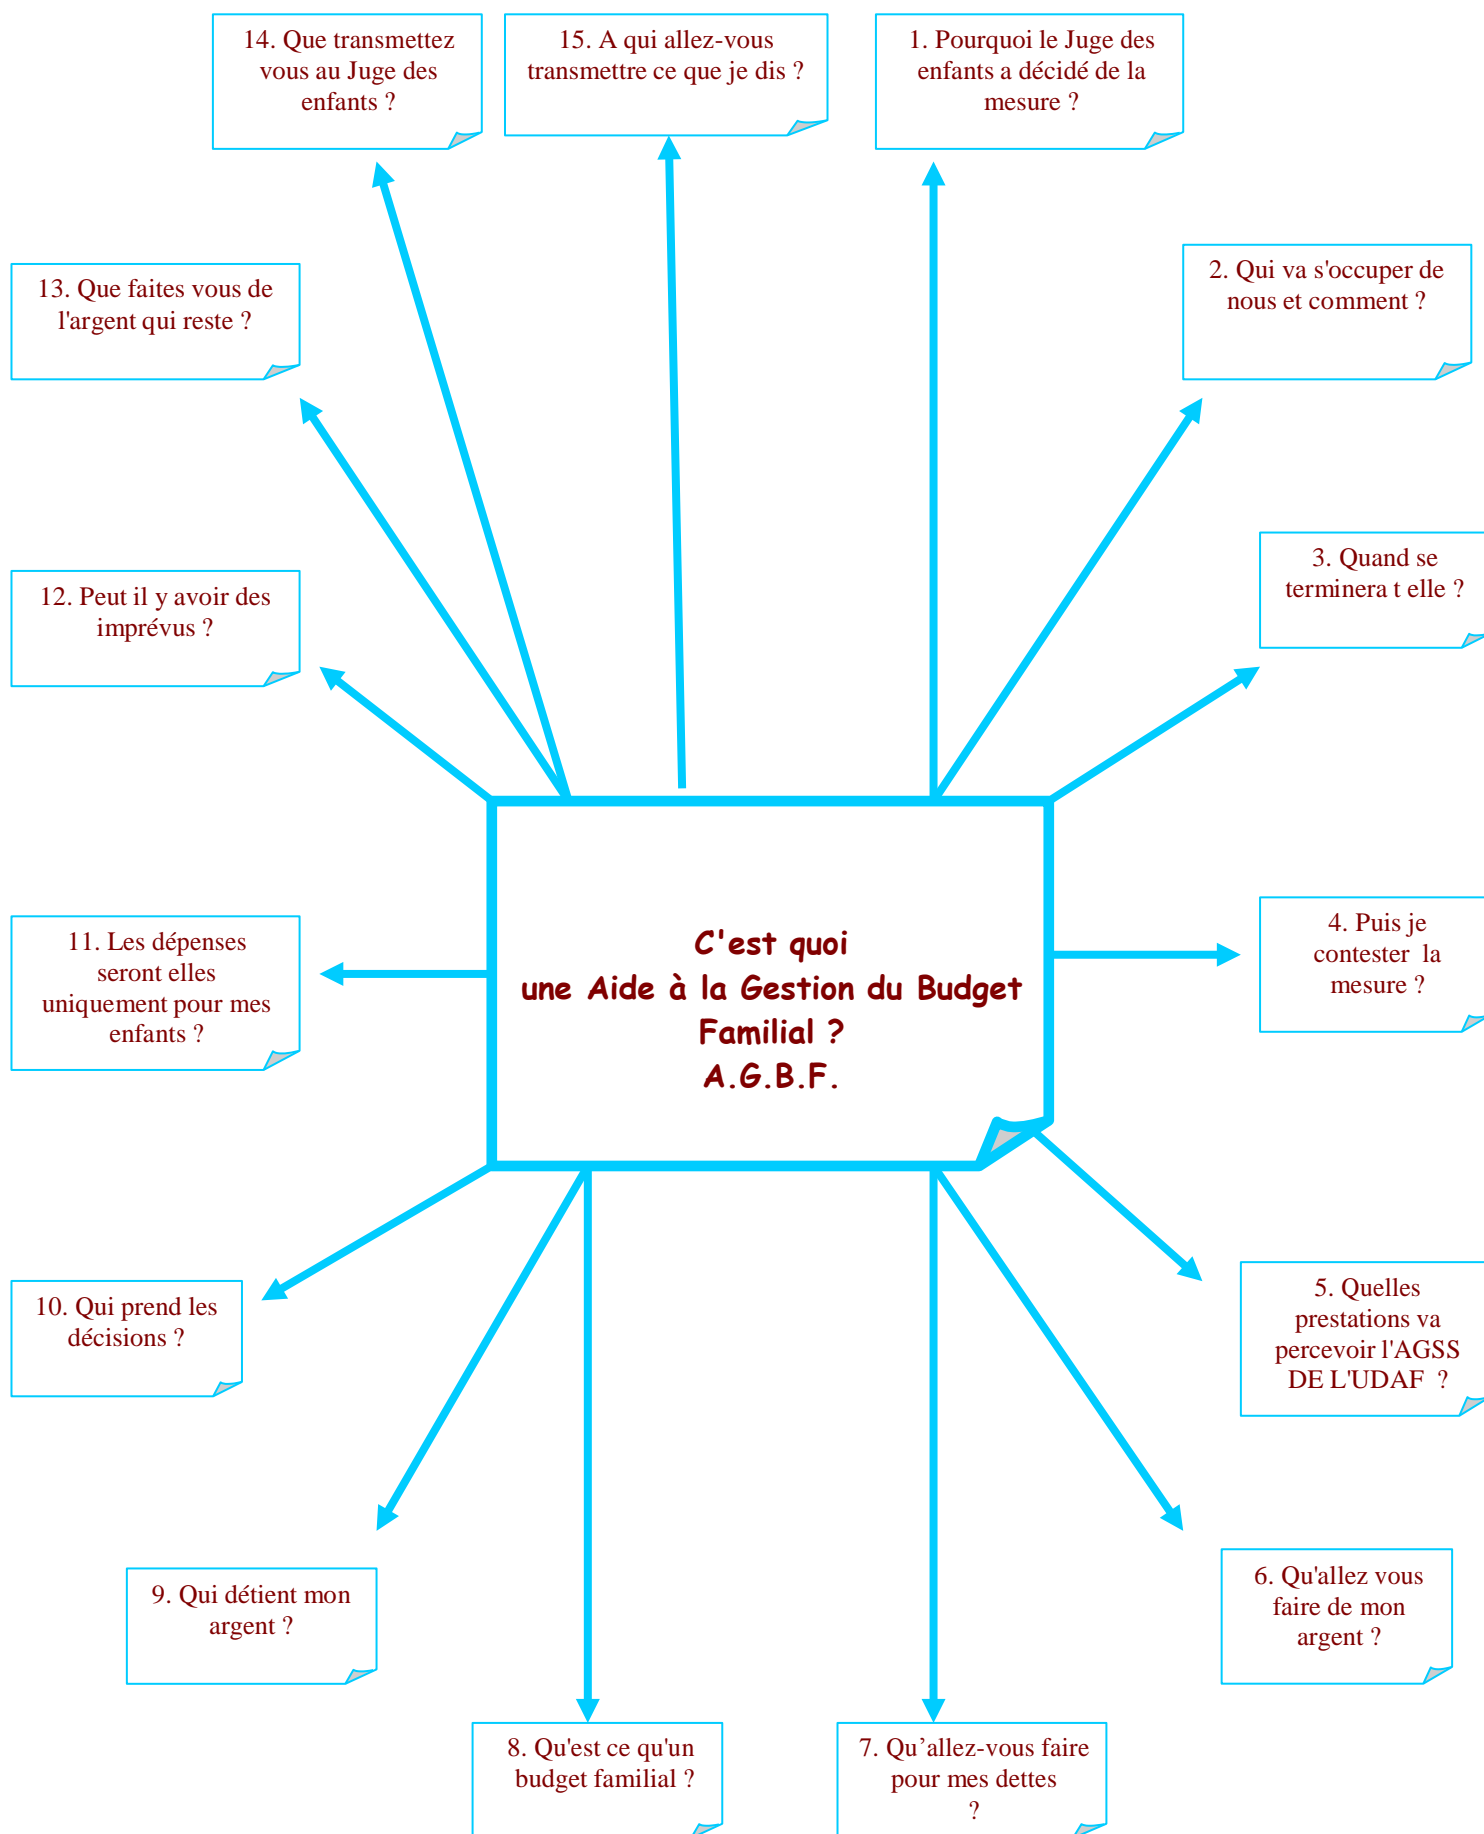 14. Que transmettez
vous au Juge des
enfants ?
15. A qui allez-vous
transmettre ce que je dis ?
1. Pourquoi le Juge des
enfants a décidé de la
mesure ?
13. Que faites vous de
l'argent qui reste ?
2. Qui va s'occuper de
nous et comment ?
12. Peut il y avoir des
imprévus ?
3. Quand se
terminera t elle ?
11. Les dépenses
seront elles
uniquement pour mes
enfants ?
C'est quoi
une Aide à la Gestion du Budget
Familial ?
A.G.B.F.
4. Puis je
contester la
mesure ?
10. Qui prend les
décisions ?
5. Quelles
prestations va
percevoir l'AGSS
DE L'UDAF ?
9. Qui détient mon
argent ?
6. Qu'allez vous
faire de mon
argent ?
8. Qu'est ce qu'un
budget familial ?
7. Qu’allez-vous faire
pour mes dettes
?